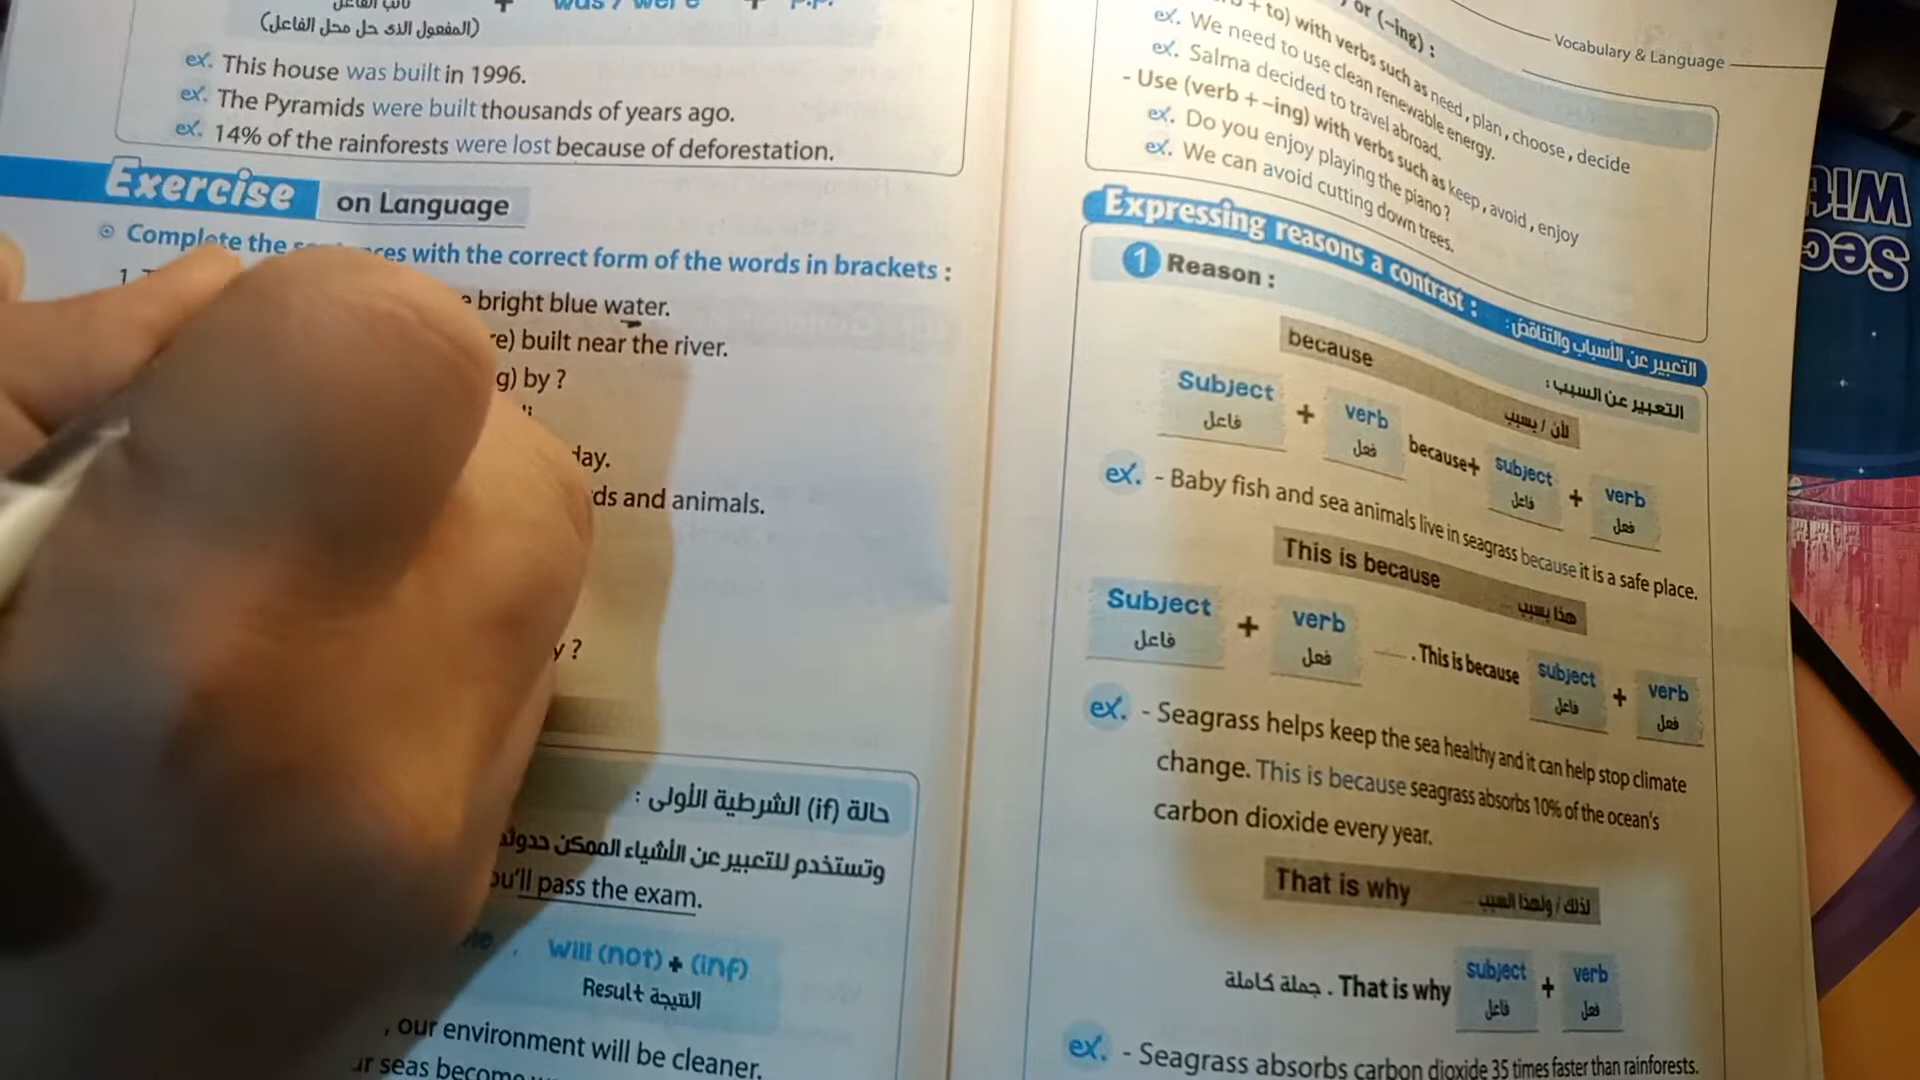 نائب الفاعل + was / were + p.p.
(المفعول الذى حل محل الفاعل)
ex. This house was built in 1996.
ex. The Pyramids were built thousands of years ago.
ex. 14% of the rainforests were lost because of deforestation.
Exercise on Language
Complete the ces with the correct form of the words in brackets :
1.
bright blue water.
re) built near the river.
g) by ?
day.
ds and animals.
y ?
حالة (if) الشرطية الأولى :
وتستخدم للتعبير عن الأشياء الممكن
ou'll pass the exam.
, will (not) + (inf)
Result النتيجة
, our environment will be cleaner.
ur seas become
Vocabulary & Language
+ to) with verbs such as need , plan , choose , decide
or (-ing) :
ex. We need to use clean renewable energy.
ex. Salma decided to travel abroad.
- Use (verb + -ing) with verbs such as keep , avoid , enjoy
ex. Do you enjoy playing the piano ?
ex. We can avoid cutting down trees.
Expressing reasons a contrast : التعبير عن الأسباب والتناقض :
1 Reason : التعبير عن السبب :
because لأن / بسبب
Subject + verb because+ subject + verb
فاعل فعل فاعل فعل
ex. - Baby fish and sea animals live in seagrass because it is a safe place.
This is because هذا بسبب
Subject + verb . This is because subject + verb
فاعل فعل فاعل فعل
ex. - Seagrass helps keep the sea healthy and it can help stop climate
change. This is because seagrass absorbs 10% of the ocean's
carbon dioxide every year.
That is why لذلك / ولهذا السبب
جملة كاملة . That is why subject + verb
فاعل فعل
ex. - Seagrass absorbs carbon dioxide 35 times faster than rainforests.